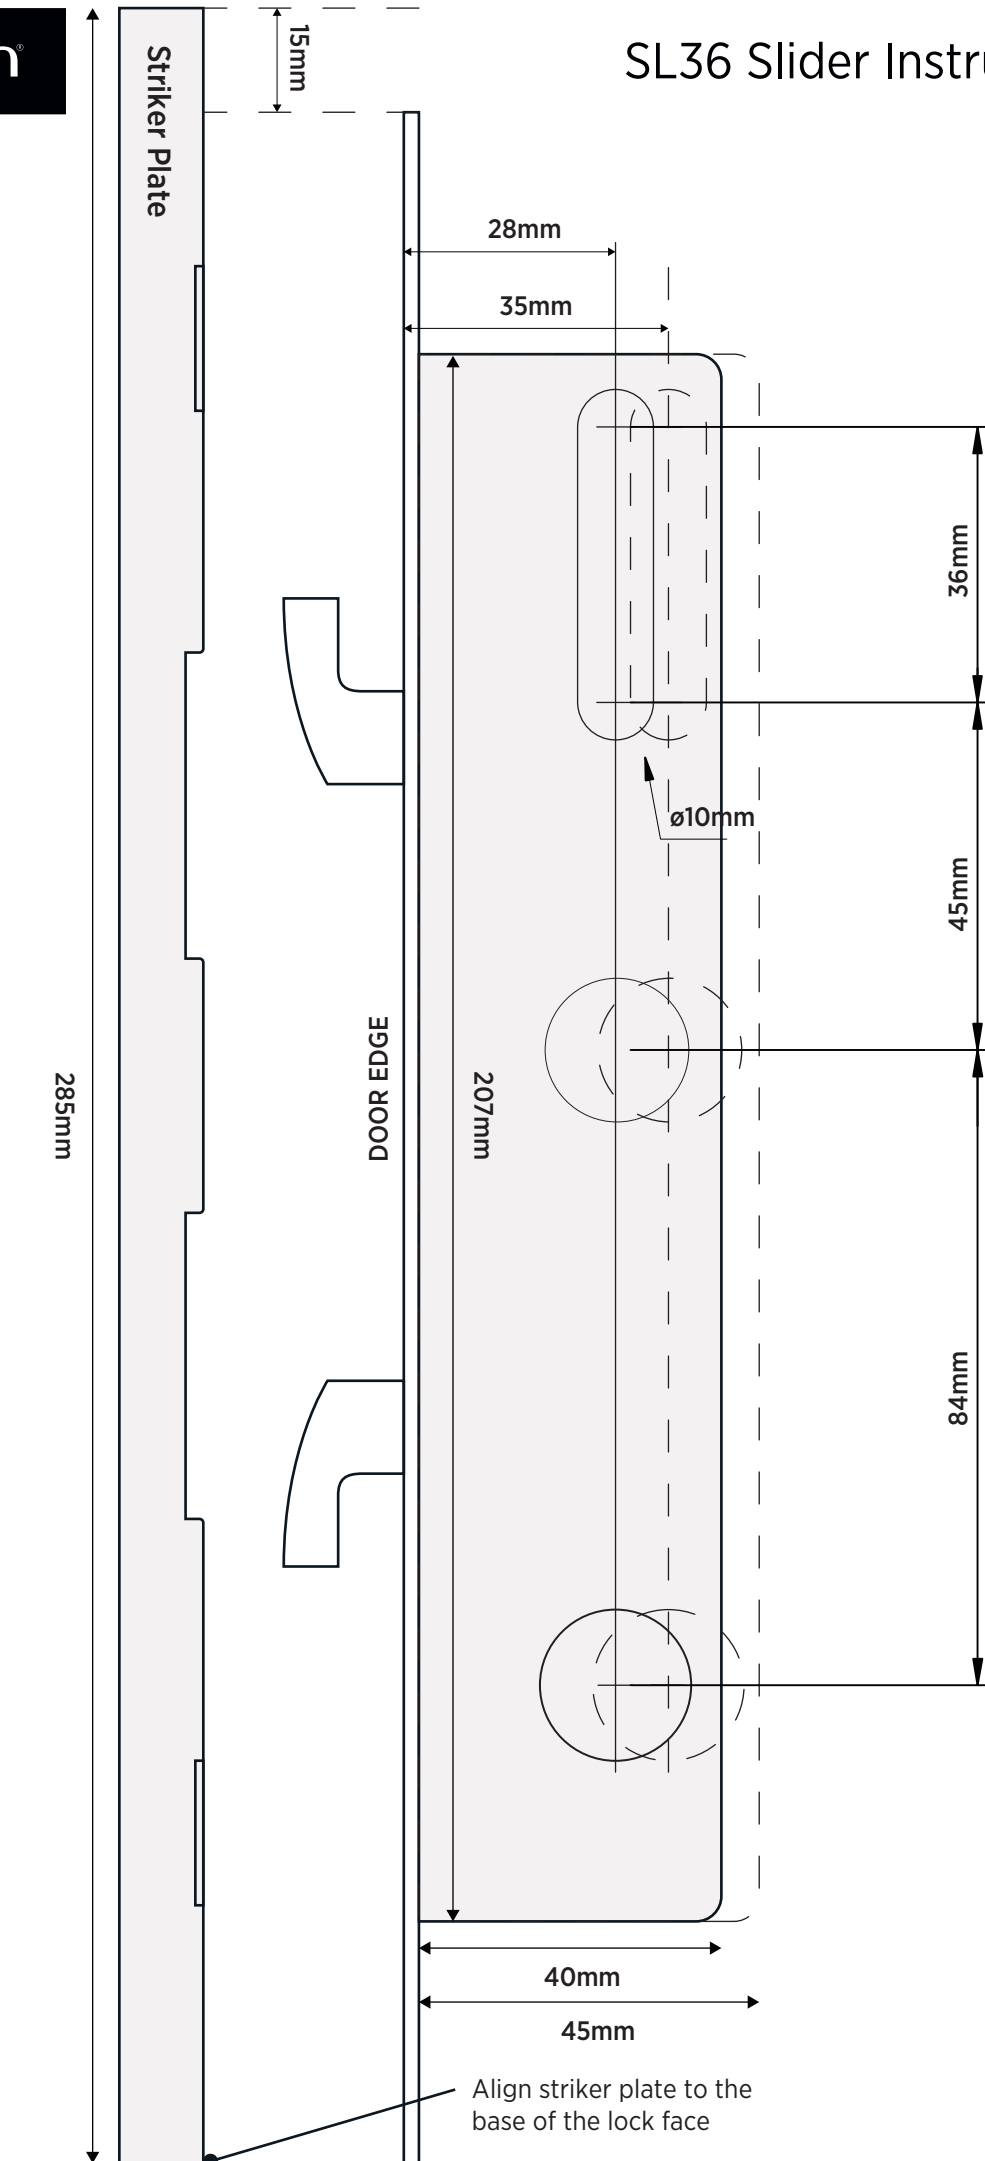 n®
SL36 Slider Instru
15mm
Striker Plate
28mm
35mm
36mm
ø10mm
45mm
DOOR EDGE
285mm
207mm
84mm
40mm
45mm
Align striker plate to the
base of the lock face